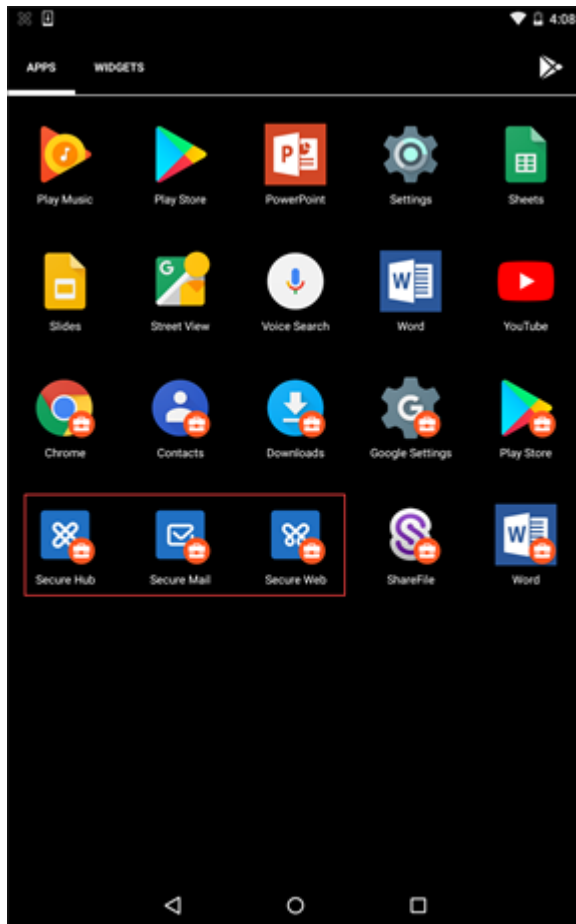 4:08
APPS WIDGETS
Play Music Play Store PowerPoint Settings Sheets
Slides Street View Voice Search Word YouTube
Chrome Contacts Downloads Google Settings Play Store
Secure Hub Secure Mail Secure Web ShareFile Word